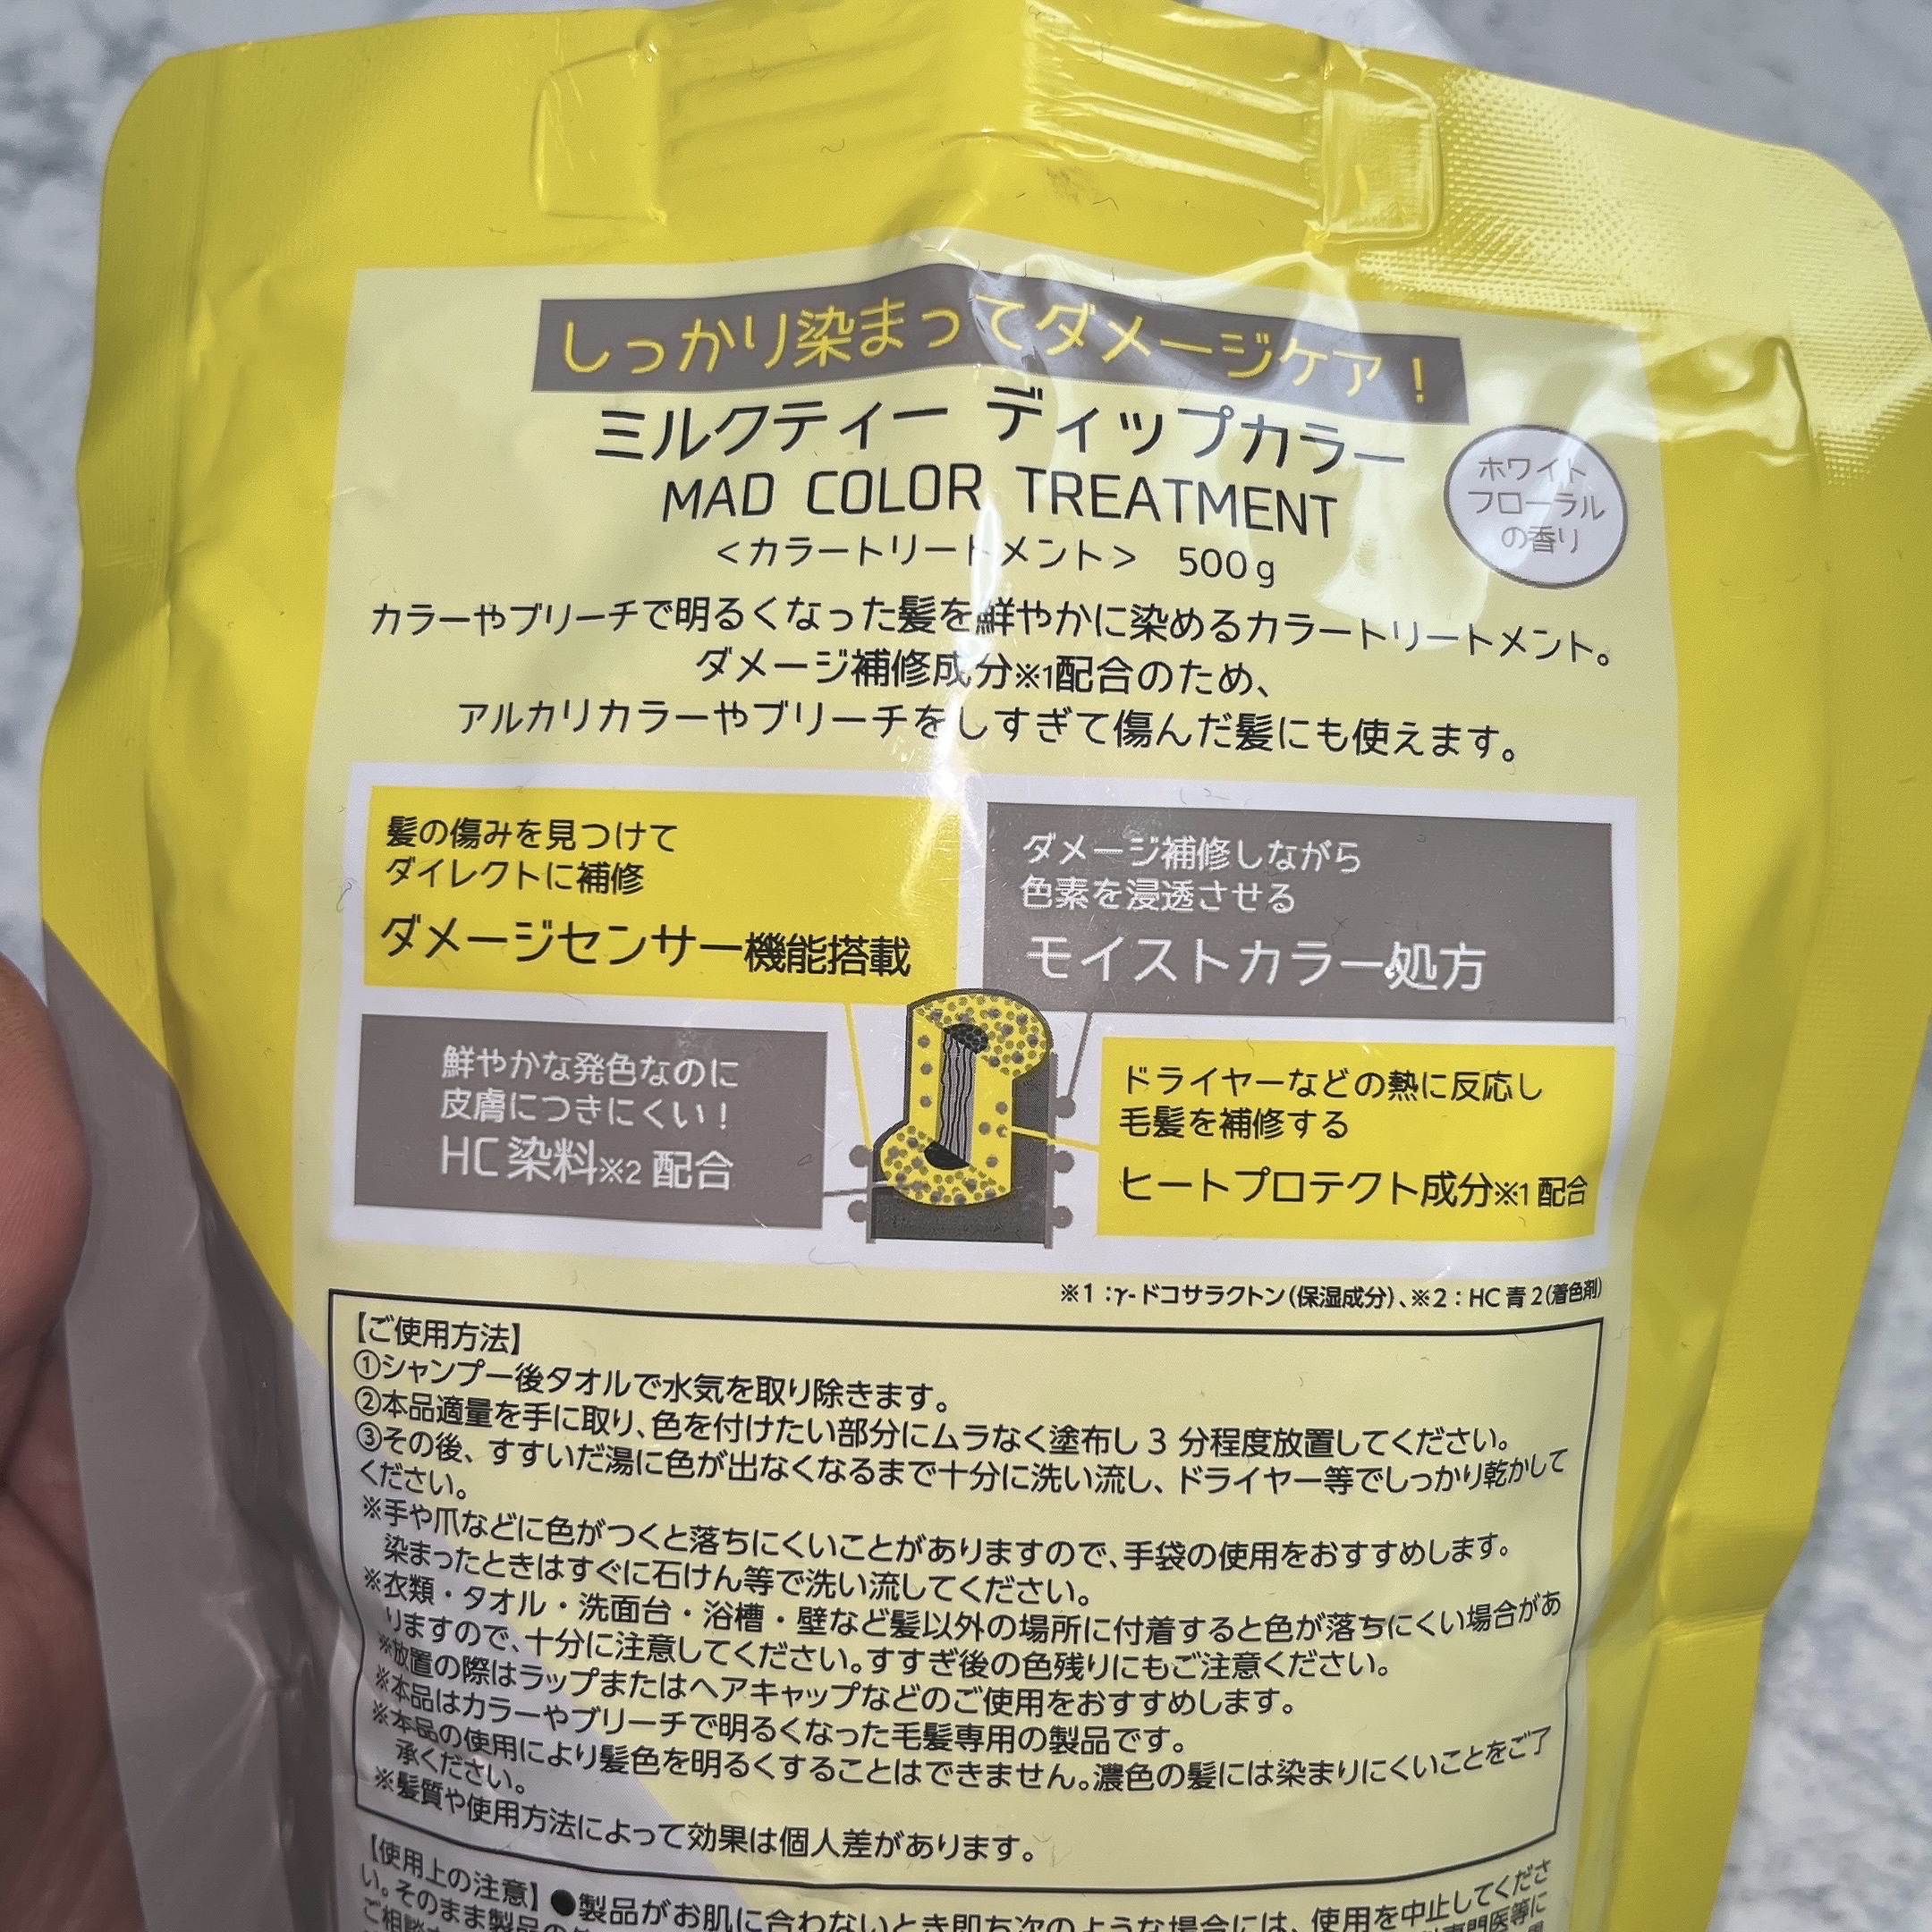 しっかり染まってダメージケア！
ミルクティー ディップカラー
MAD COLOR TREATMENT
＜カラートリートメント＞ 500g
ホワイト
フローラル
の香り
カラーやブリーチで明るくなった髪を鮮やかに染めるカラートリートメント。
ダメージ補修成分※1配合のため、
アルカリカラーやブリーチをしすぎて傷んだ髪にも使えます。
髪の傷みを見つけて
ダイレクトに補修
ダメージセンサー機能搭載
ダメージ補修しながら
色素を浸透させる
モイストカラー処方
鮮やかな発色なのに
皮膚につきにくい！
HC染料※2 配合
ドライヤーなどの熱に反応し
毛髪を補修する
ヒートプロテクト成分※1 配合
※1：γ-ドコサラクトン(保湿成分)、※2：HC青2(着色剤)
【ご使用方法】
①シャンプー後タオルで水気を取り除きます。
②本品適量を手に取り、色を付けたい部分にムラなく塗布し 3 分程度放置してください。
③その後、すすいだ湯に色が出なくなるまで十分に洗い流し、ドライヤー等でしっかり乾かして
ください。
※手や爪などに色がつくと落ちにくいことがありますので、手袋の使用をおすすめします。
染まったときはすぐに石けん等で洗い流してください。
※衣類・タオル・洗面台・浴槽・壁など髪以外の場所に付着すると色が落ちにくい場合があ
りますので、十分に注意してください。すすぎ後の色残りにもご注意ください。
※放置の際はラップまたはヘアキャップなどのご使用をおすすめします。
※本品はカラーやブリーチで明るくなった毛髪専用の製品です。
※本品の使用により髪色を明るくすることはできません。濃色の髪には染まりにくいことをご了
承ください。
※髪質や使用方法によって効果は個人差があります。
【使用上の注意】●製品がお肌に合わないとき即ち次のような場合には、使用を中止してくださ
い。そのまま製品の 専門医等に
ご相談